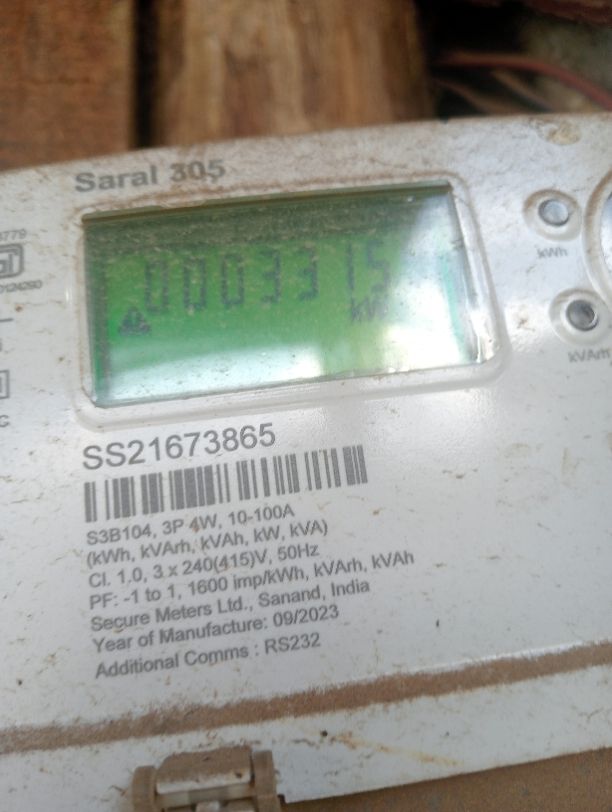 Saral 305
0003315
kW
kWh
kVArh
SS21673865
S3B104, 3P 4W, 10-100A
(kWh, kVArh, kVAh, kW, kVA)
Cl. 1.0, 3 x 240(415)V, 50Hz
PF: -1 to 1, 1600 imp/kWh, kVArh, kVAh
Secure Meters Ltd., Sanand, India
Year of Manufacture: 09/2023
Additional Comms : RS232